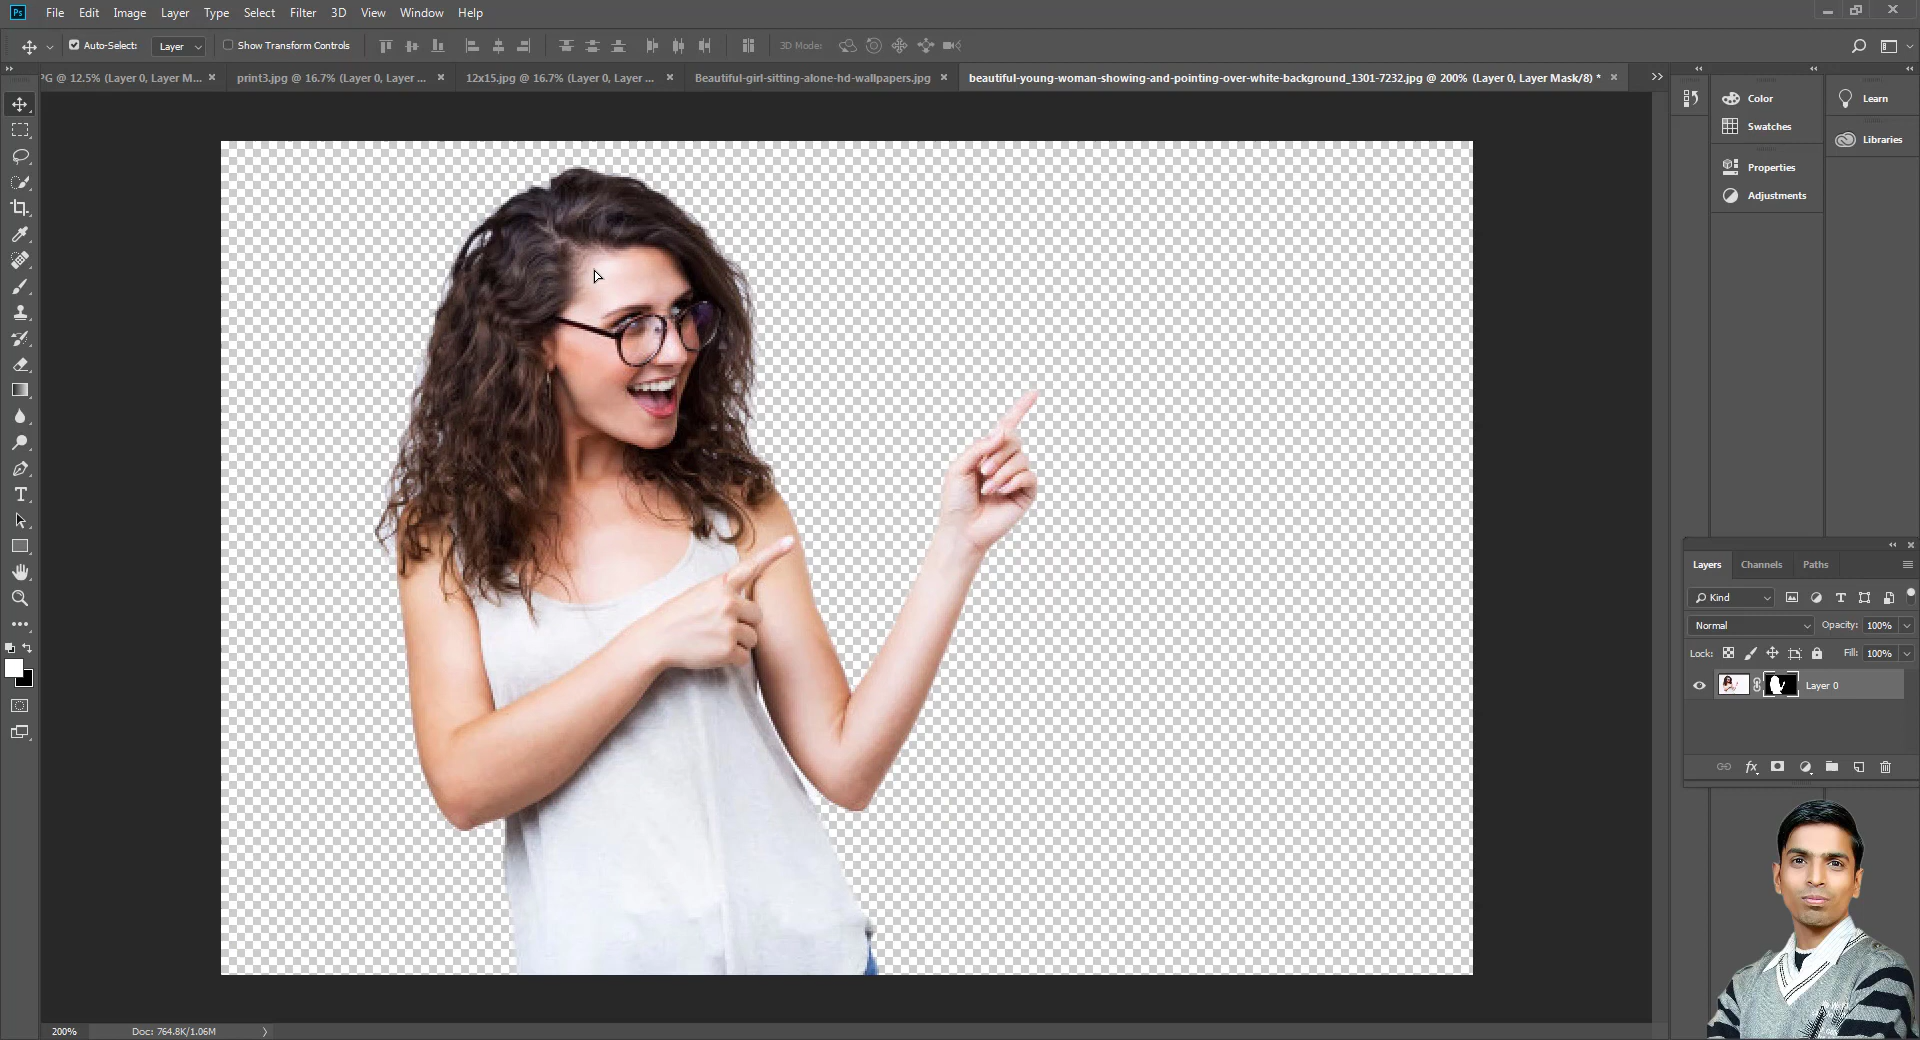 Ps File Edit Image Layer Type Select Filter 3D View Window Help
Auto-Select: Layer Show Transform Controls 3D Mode:
PG @ 12.5% (Layer 0, Layer M... print3.jpg @ 16.7% (Layer 0, Layer ... 12x15.jpg @ 16.7% (Layer 0, Layer ... Beautiful-girl-sitting-alone-hd-wallpapers.jpg beautiful-young-woman-showing-and-pointing-over-white-background_1301-7232.jpg @ 200% (Layer 0, Layer Mask/8) *
Color
Swatches
Properties
Adjustments
Learn
Libraries
Layers Channels Paths
Kind
Normal Opacity: 100%
Lock: Fill: 100%
Layer 0
200% Doc: 764.8K/1.06M